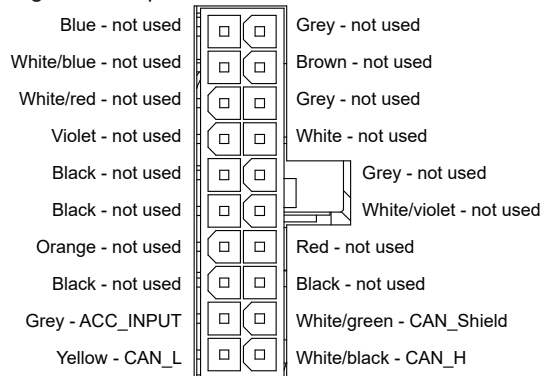 Blue - not used Grey - not used
White/blue - not used Brown - not used
White/red - not used Grey - not used
Violet - not used White - not used
Black - not used Grey - not used
Black - not used White/violet - not used
Orange - not used Red - not used
Black - not used Black - not used
Grey - ACC_INPUT White/green - CAN_Shield
Yellow - CAN_L White/black - CAN_H